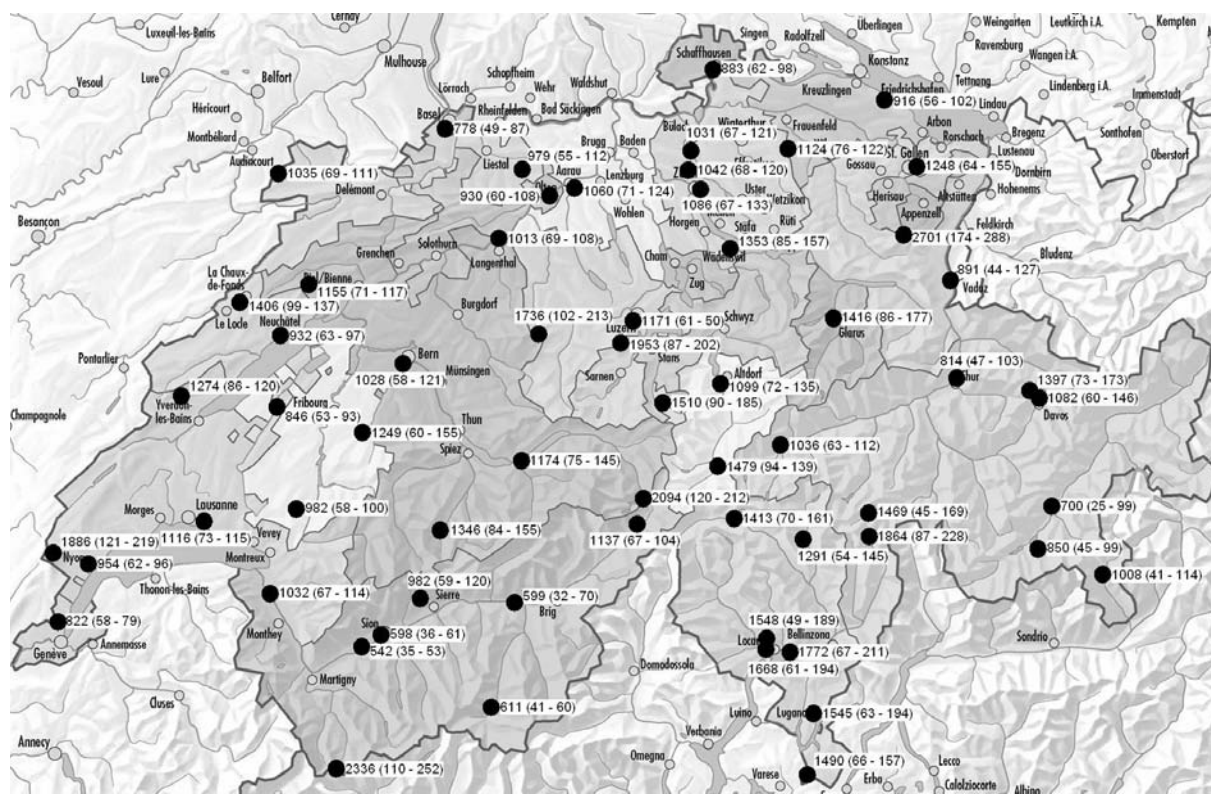 Luxeuil-les-Bains
Cernay
Mulhouse
Singen
Radolfzell
Überlingen
Weingarten
Leutkirch i.A.
Kempten
Ravensburg
Wangen i.A.
Vesoul
Lure
Belfort
Schopfheim
Wehr
Waldshut
Schaffhausen
883 (62 - 98)
Konstanz
Tettnang
Lindenberg i.A.
Immenstadt
Lörrach
Rheinfelden
Bad Säckingen
Kreuzlingen
Friedrichshafen
916 (56 - 102)
Lindau
Héricourt
Basel
778 (49 - 87)
Bülach
1031 (67 - 121)
Winterthur
Frauenfeld
Arbon
Rorschach
Bregenz
Sonthofen
Montbéliard
Audincourt
Liestal
979 (55 - 112)
Brugg
Baden
1124 (76 - 122)
Gossau
St. Gallen
Lustenau
Oberstorf
1035 (69 - 111)
Delémont
Aarau
Lenzburg
1042 (68 - 120)
1248 (64 - 155)
Dornbirn
Hohenems
930 (60 -108)
Olten
1060 (71 - 124)
Wohlen
1086 (67 - 133)
Uster
Wetzikon
Herisau
Altstätten
Appenzell
Besançon
Horgen
Meilen
Stäfa
Rüti
Feldkirch
Grenchen
Solothurn
1013 (69 - 108)
Langenthal
Cham
Wädenswil
1353 (85 - 157)
2701 (174 - 288)
Bludenz
La Chaux-
de-Fonds
Biel/Bienne
1155 (71 - 117)
Zug
891 (44 - 127)
Vaduz
1406 (99 - 137)
Le Locle
Neuchâtel
932 (63 - 97)
Burgdorf
1736 (102 - 213)
1171 (61 - 50)
Luzern
Schwyz
1416 (86 - 177)
Glarus
Pontarlier
Bern
1028 (58 - 121)
Münsingen
1953 (87 - 202)
Stans
Sarnen
Altdorf
1099 (72 - 135)
814 (47 - 103)
Chur
1397 (73 - 173)
1082 (60 - 146)
Davos
Champagnole
1274 (86 - 120)
Yverdon-
les-Bains
Fribourg
846 (53 - 93)
1510 (90 - 185)
1249 (60 - 155)
Thun
Spiez
1174 (75 - 145)
1036 (63 - 112)
1479 (94 - 139)
Morges
Lausanne
1116 (73 - 115)
982 (58 - 100)
Vevey
Montreux
1346 (84 - 155)
2094 (120 - 212)
1137 (67 - 104)
1413 (70 - 161)
1469 (45 - 169)
1864 (87 - 228)
1291 (54 - 145)
700 (25 - 99)
850 (45 - 99)
1008 (41 - 114)
1886 (121 - 219)
Nyon
954 (62 - 96)
Thonon-les-Bains
1032 (67 - 114)
982 (59 - 120)
Sierre
599 (32 - 70)
Brig
822 (58 - 79)
Genève
Annemasse
Monthey
Sion
598 (36 - 61)
542 (35 - 53)
1548 (49 - 189)
Bellinzona
1772 (67 - 211)
1668 (61 - 194)
Sondrio
Cluses
Martigny
Domodossola
611 (41 - 60)
Luino
Lugano
1545 (63 - 194)
Verbania
Annecy
2336 (110 - 252)
Omegna
Varese
1490 (66 - 157)
Erba
Lecco
Calolziocorte
Albino